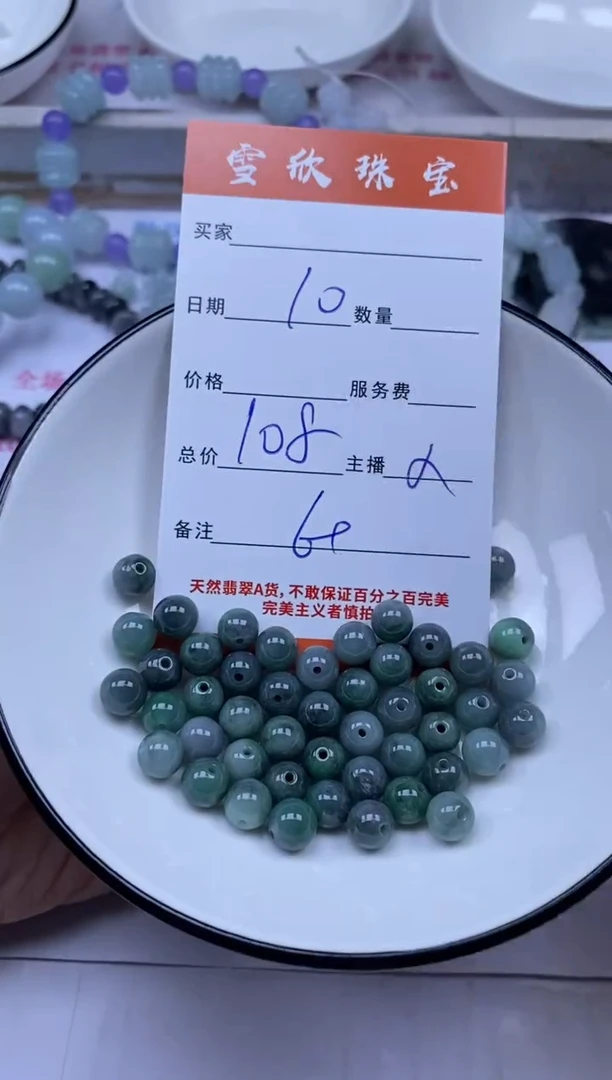 雪欣珠宝
买家
日期 10 数量
价格 服务费
总价 108 主播
备注
天然翡翠A货,不敢保证百分之百完美
完美主义者慎拍
全场